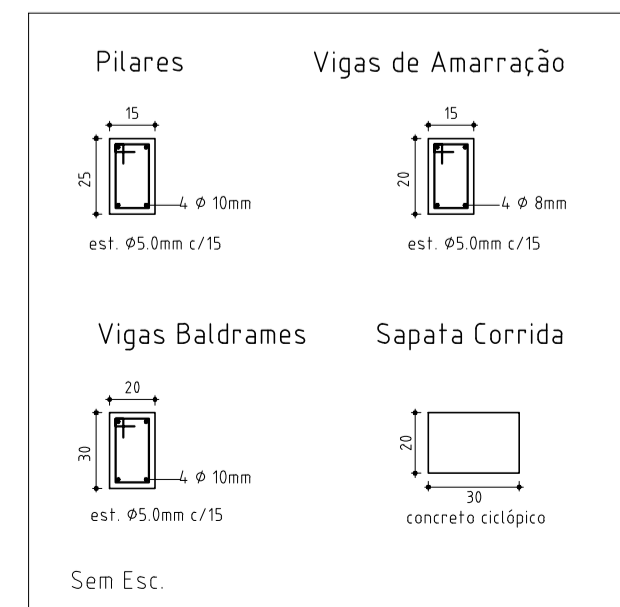 Pilares
15
25
4 Ø 10mm
est. Ø5.0mm c/15
Vigas de Amarração
15
20
4 Ø 8mm
est. Ø5.0mm c/15
Vigas Baldrames
20
30
4 Ø 10mm
est. Ø5.0mm c/15
Sapata Corrida
20
30
concreto ciclópico
Sem Esc.